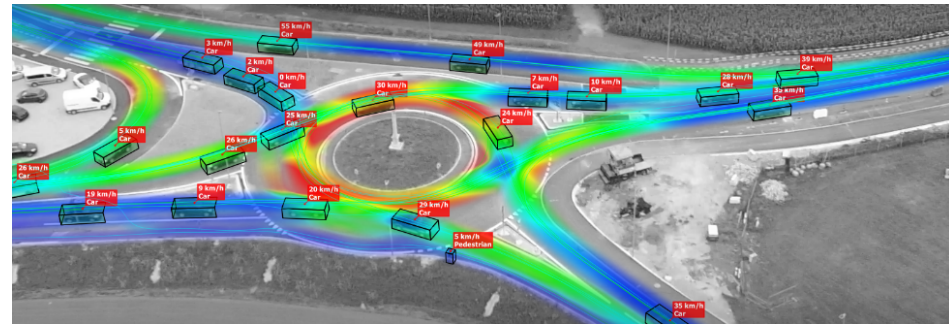 55 km/h
Car
3 km/h
Car
49 km/h
Car
2 km/h
Car
0 km/h
Car
30 km/h
Car
7 km/h
Car
10 km/h
Car
28 km/h
Car
39 km/h
Car
35 km/h
Car
25 km/h
Car
24 km/h
Car
5 km/h
Car
26 km/h
Car
26 km/h
Car
19 km/h
Car
9 km/h
Car
20 km/h
Car
29 km/h
Car
5 km/h
Pedestrian
35 km/h
Car